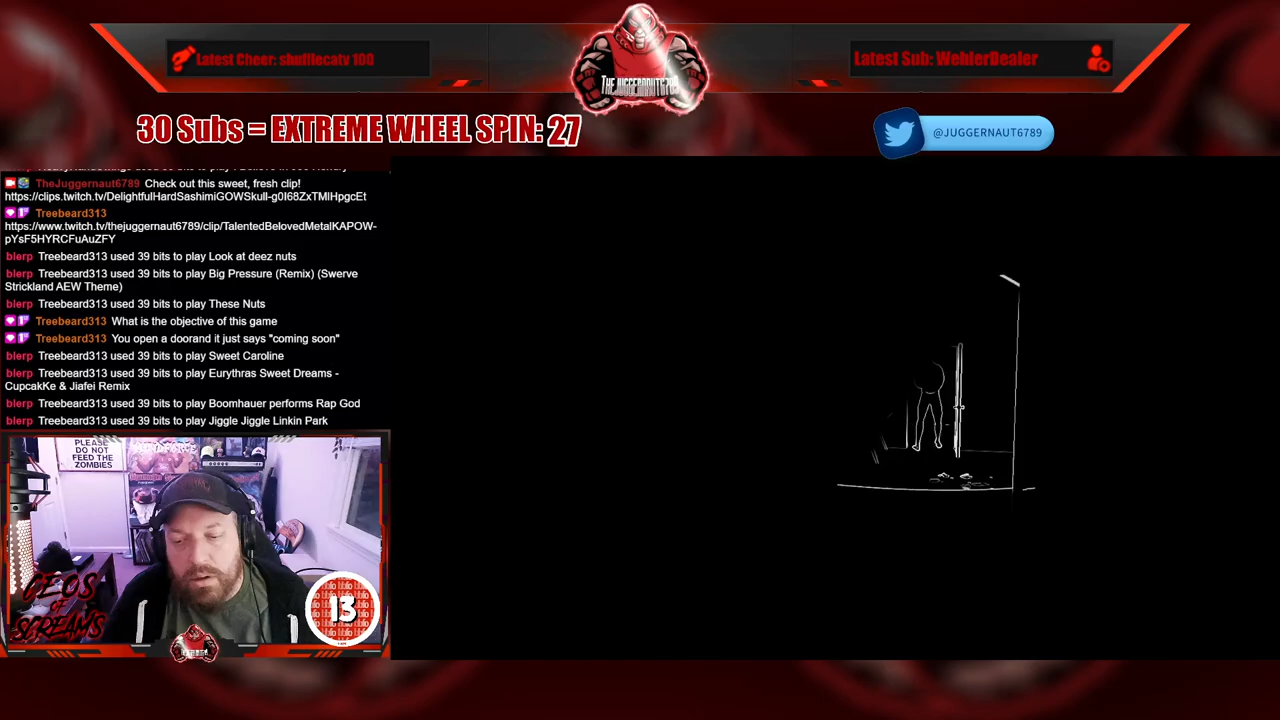 Latest Cheer: shufflecatv 100
THEJUGGERNAUT6789
Latest Sub: WehlerDealer
30 Subs = EXTREME WHEEL SPIN: 27
@JUGGERNAUT6789
TheJuggernaut6789 Check out this sweet, fresh clip!
https://clips.twitch.tv/DelightfulHardSashimiGOWSkull-g0I68ZxTMIHpgcEt
Treebeard313
https://www.twitch.tv/thejuggernaut6789/clip/TalentedBelovedMetalKAPOW-
pYsF5HYRCFuAuZFY
blerp Treebeard313 used 39 bits to play Look at deez nuts
blerp Treebeard313 used 39 bits to play Big Pressure (Remix) (Swerve
Strickland AEW Theme)
blerp Treebeard313 used 39 bits to play These Nuts
Treebeard313 What is the objective of this game
Treebeard313 You open a doorand it just says "coming soon"
blerp Treebeard313 used 39 bits to play Sweet Caroline
blerp Treebeard313 used 39 bits to play Eurythras Sweet Dreams -
CupcakKe & Jiafei Remix
blerp Treebeard313 used 39 bits to play Boomhauer performs Rap God
blerp Treebeard313 used 39 bits to play Jiggle Jiggle Linkin Park
PLEASE
DO NOT
FEED THE
ZOMBIES
CEOS
OF
SCREAMS
13